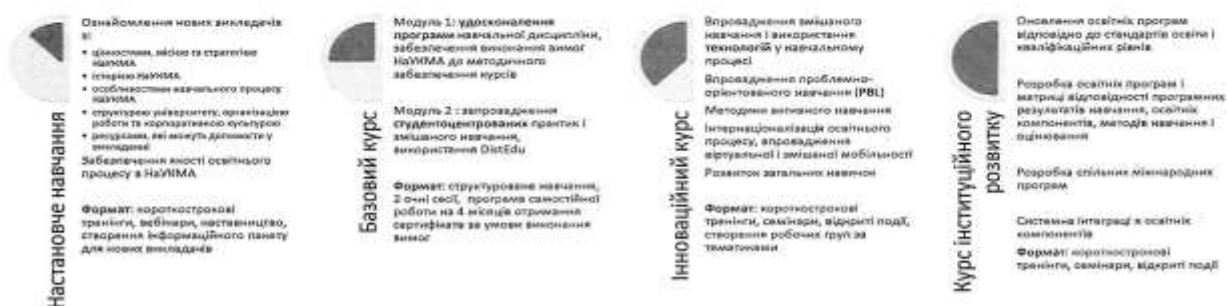 Настановче навчання
Ознайомлення нових викладачів
з:
• цінностями, місією та стратегією
НаУКМА
• історією НаУКМА
• особливостями навчального процесу
НаУКМА
• структурою університету, організацією
роботи та корпоративною культурою
• ресурсами, які можуть допомогти у
викладанні
Забезпечення якості освітнього
процесу в НаУКМА
Формат: короткострокові
тренінги, вебінари, наставництво,
створення інформаційного пакету
для нових викладачів
Базовий курс
Модуль 1: удосконалення
програми навчальної дисципліни,
забезпечення виконання вимог
НаУКМА до методичного
забезпечення курсів
Модуль 2 : запровадження
студентоцентрованих практик і
змішаного навчання,
використання DistEdu
Формат: структуроване навчання,
2 очні сесії, програма самостійної
роботи на 4 місяців отримання
сертифіката за умови виконання
вимог
Інноваційний курс
Впровадження змішаного
навчання і використання
технологій у навчальному
процесі
Впровадження проблемно-
орієнтованого навчання (PBL)
Методики активного навчання
Інтернаціоналізація освітнього
процесу, впровадження
віртуальної і змішаної мобільності
Розвиток загальних навичок
Формат: короткострокові
тренінги, семінари, відкриті події,
створення робочих груп за
тематиками
Курс інституційного
розвитку
Оновлення освітніх програм
відповідно до стандартів освіти і
кваліфікаційних рівнів
Розробка освітніх програм і
матриці відповідності програмних
результатів навчання, освітніх
компонентів, методів навчання і
оцінювання
Розробка спільних міжнародних
програм
Системна інтеграція освітніх
компонентів
Формат: короткострокові
тренінги, семінари, відкриті події